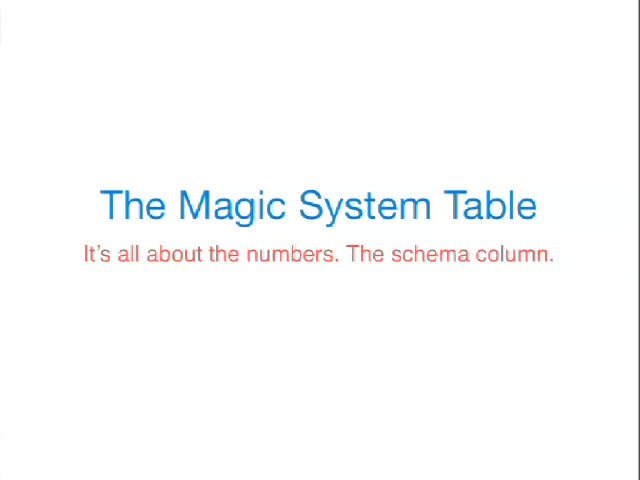 The Magic System Table
It's all about the numbers. The schema column.